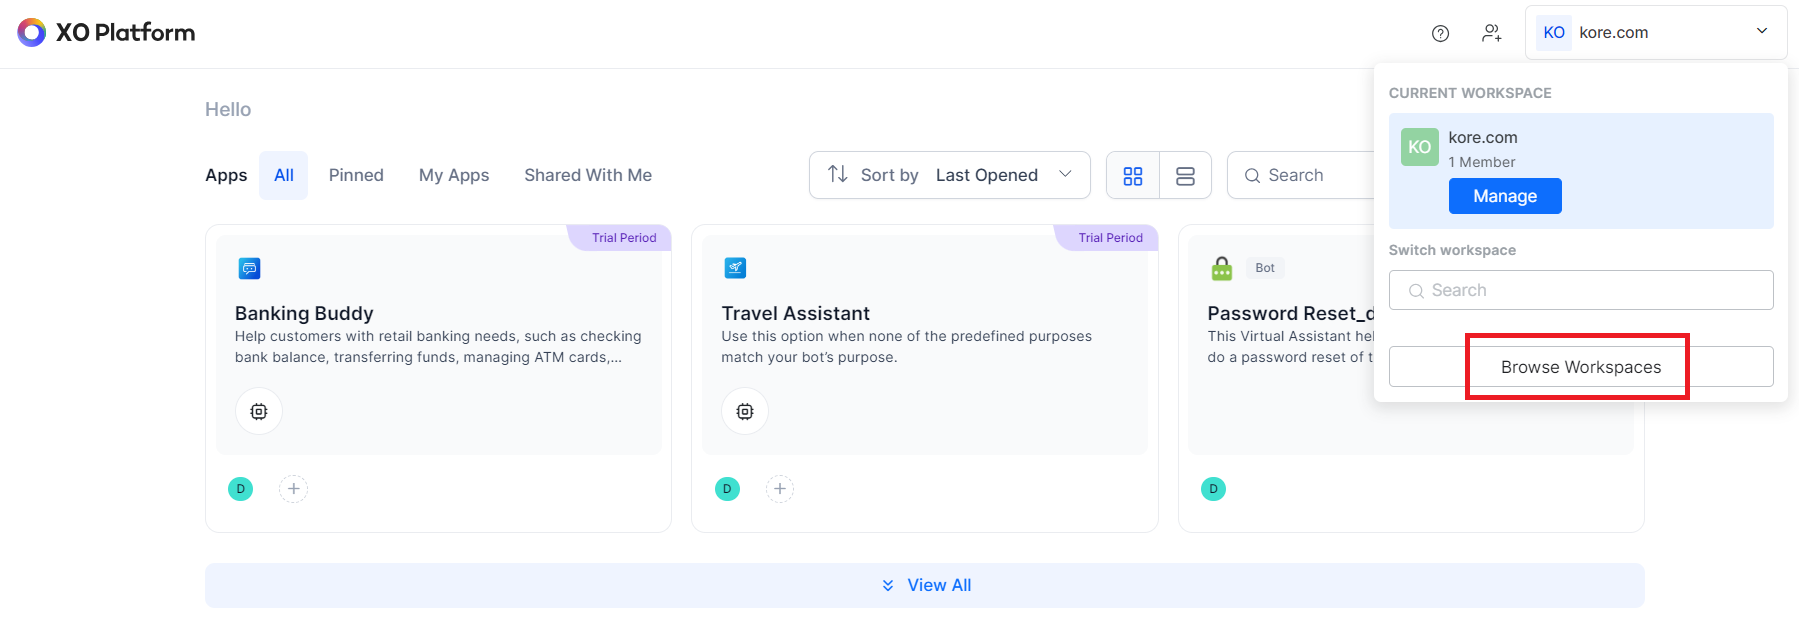 XO Platform
KO kore.com
CURRENT WORKSPACE
KO kore.com
1 Member
Manage
Switch workspace
Search
Browse Workspaces
Hello
Apps All Pinned My Apps Shared With Me
Sort by Last Opened
Search
Trial Period
Banking Buddy
Help customers with retail banking needs, such as checking
bank balance, transferring funds, managing ATM cards,...
D
Trial Period
Travel Assistant
Use this option when none of the predefined purposes
match your bot's purpose.
D
Bot
Password Reset_
This Virtual Assistant
do a password reset of
D
View All